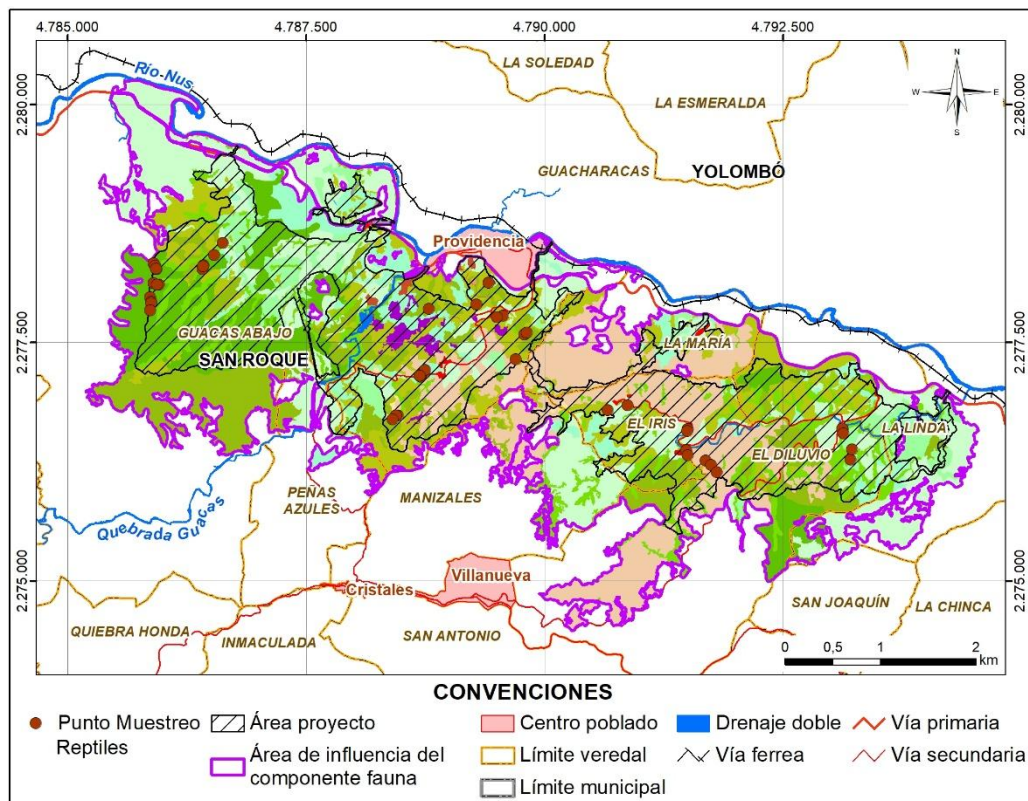 4.785.000 4.787.500 4.790.000 4.792.500
2.280.000
2.280.000
Río-Nus
LA SOLEDAD
N
W E
S
LA ESMERALDA
GUACHARACAS
YOLOMBÓ
Providencia
2.277.500
2.277.500
GUACAS ABAJO
LA MARÍA
SAN ROQUE
EL IRIS
LA LINDA
EL DILUVIO
PEÑAS
AZULES
MANIZALES
Quebrada Guacas
2.275.000
2.275.000
Villanueva
Cristales
SAN JOAQUÍN
LA CHINCA
QUIEBRA HONDA
INMACULADA
SAN ANTONIO
0 0,5 1 2
km
CONVENCIONES
Punto Muestreo
Reptiles
Área proyecto
Área de influencia del
componente fauna
Centro poblado
Límite veredal
Límite municipal
Drenaje doble
Vía ferrea
Vía primaria
Vía secundaria